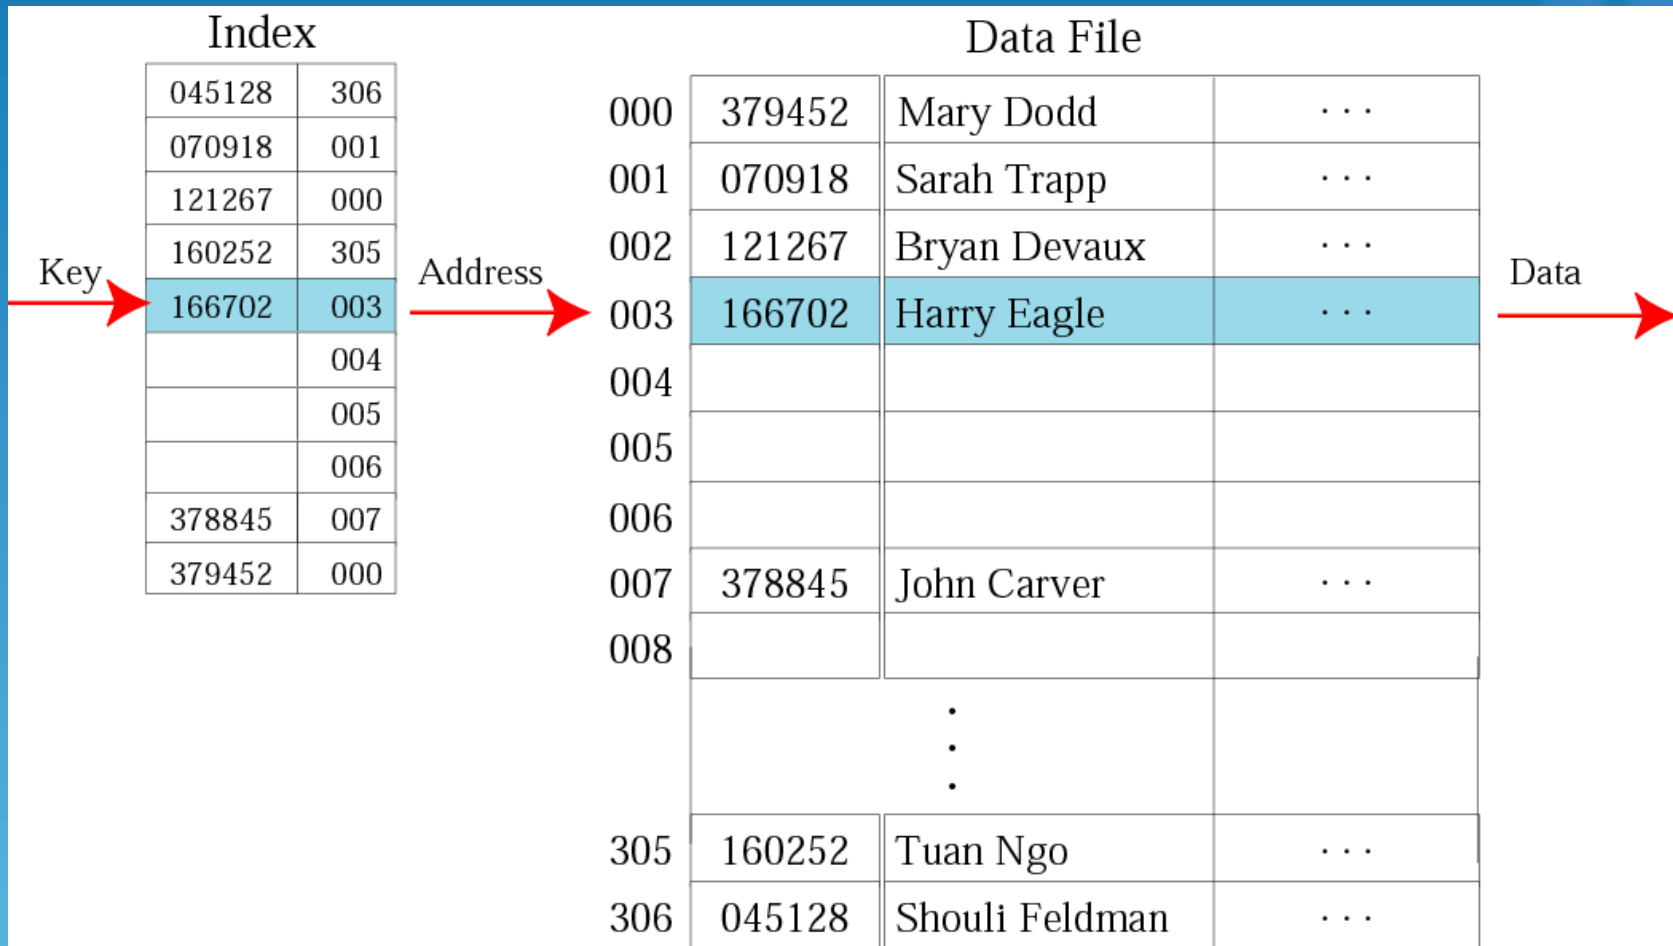 Index
045128 306
070918 001
121267 000
160252 305
166702 003
004
005
006
378845 007
379452 000
Key
Address
Data File
000 379452 Mary Dodd . . .
001 070918 Sarah Trapp . . .
002 121267 Bryan Devaux . . .
003 166702 Harry Eagle . . .
004
005
006
007 378845 John Carver . . .
008
.
.
.
305 160252 Tuan Ngo . . .
306 045128 Shouli Feldman . . .
Data